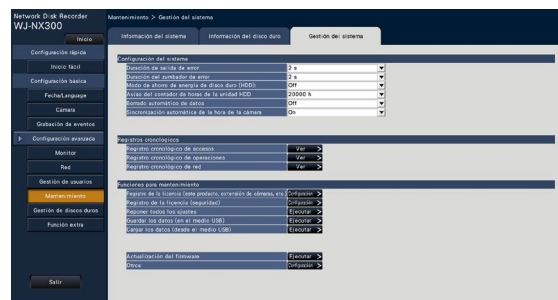 Network Disk Recorder
WJ-NX300
Inicio
Configuración rápida
Inicio fácil
Configuración básica
Fecha/Language
Cámara
Grabación de eventos
Configuración avanzada
Monitor
Red
Gestión de usuarios
Mantenimiento
Gestión de discos duros
Función extra
Salir
Mantenimiento > Gestión del sistema
Información del sistema
Información del disco duro
Gestión del sistema
Configuración del sistema
Duración de salida de error 2 s
Duración del zumbador de error 2 s
Modo de ahorro de energía de disco duro (HDD): Off
Aviso del contador de horas de la unidad HDD 20000 h
Borrado automático de datos Off
Sincronización automática de la hora de la cámara On
Registros cronológicos
Registro cronológico de accesos Ver >
Registro cronológico de operaciones Ver >
Registro cronológico de red Ver >
Funciones para mantenimiento
Registro de la licencia (este producto, extensión de cámaras, etc.) Configuración >
Registro de la licencia (seguridad) Configuración >
Reponer todos los ajustes Ejecutar >
Guardar los datos (en el medio USB) Ejecutar >
Cargar los datos (desde el medio USB) Ejecutar >
Actualización del firmware Ejecutar >
Otros Configuración >